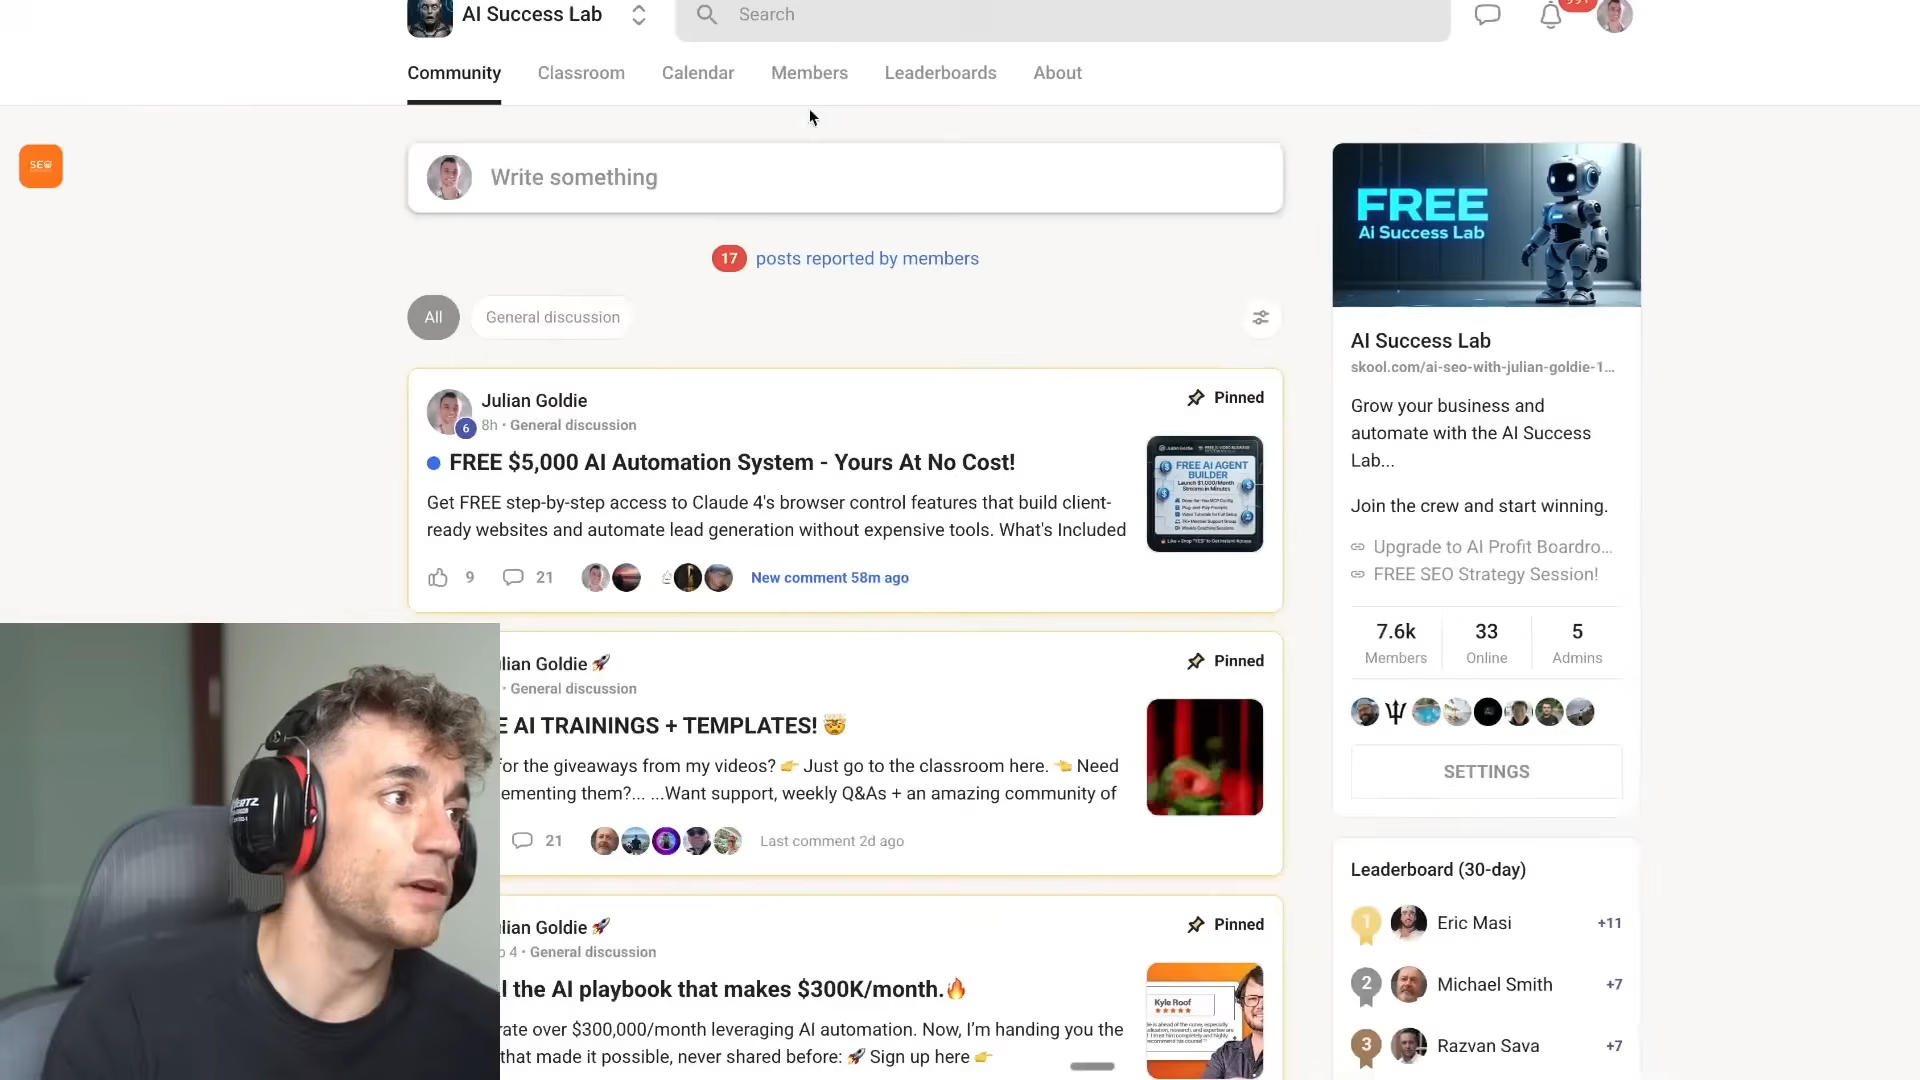 AI Success Lab
Search
Community
Classroom
Calendar
Members
Leaderboards
About
SEO
Write something
17 posts reported by members
All
General discussion
Julian Goldie
Pinned
6
8h • General discussion
FREE $5,000 AI Automation System - Yours At No Cost!
Get FREE step-by-step access to Claude 4's browser control features that build client-
ready websites and automate lead generation without expensive tools. What's Included
FREE AI AGENT
BUILDER
9
21
New comment 58m ago
lian Goldie 🚀
Pinned
• General discussion
E AI TRAININGS + TEMPLATES! 🤯
for the giveaways from my videos? 👉 Just go to the classroom here. 👈 Need
ementing them?... ...Want support, weekly Q&As + an amazing community of
21
Last comment 2d ago
lian Goldie 🚀
Pinned
4 • General discussion
l the AI playbook that makes $300K/month.🔥
rate over $300,000/month leveraging AI automation. Now, I'm handing you the
that made it possible, never shared before: 🚀 Sign up here 👉
Kyle Roof
FREE
Ai Success Lab
AI Success Lab
skool.com/ai-seo-with-julian-goldie-1...
Grow your business and
automate with the AI Success
Lab...
Join the crew and start winning.
Upgrade to AI Profit Boardro...
FREE SEO Strategy Session!
7.6k
33
5
Members
Online
Admins
SETTINGS
Leaderboard (30-day)
1
Eric Masi
+11
2
Michael Smith
+7
3
Razvan Sava
+7